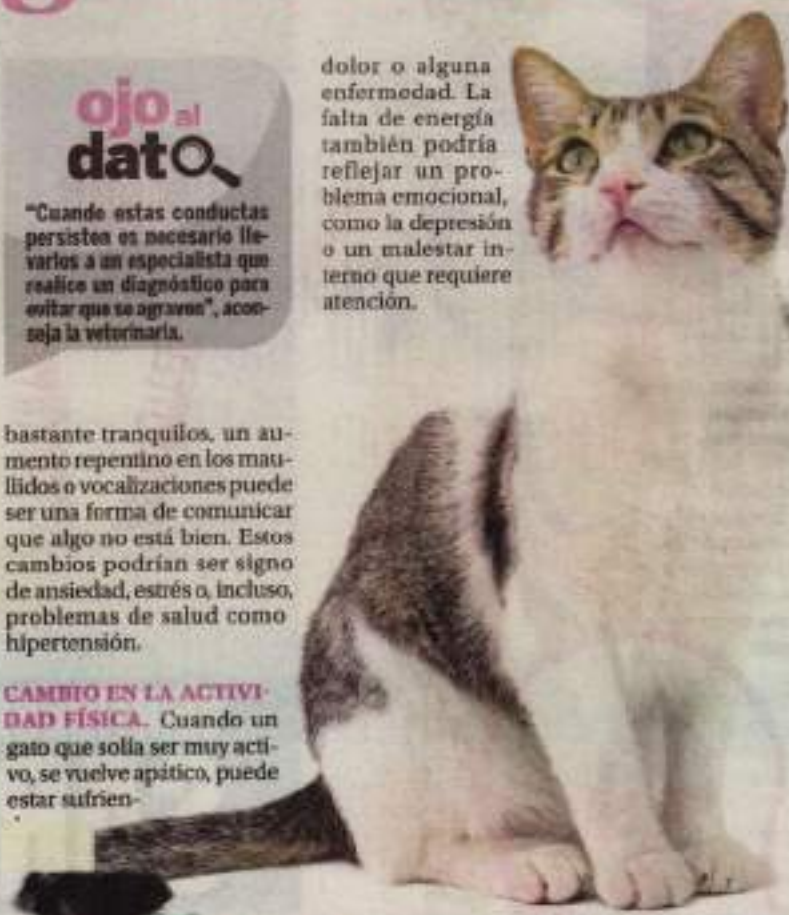 ojo al
dato
"Cuando estas conductas
persisten es necesario lle-
varlos a un especialista que
realice un diagnóstico para
evitar que se agraven", acon-
seja la veterinaria.
bastante tranquilos, un au-
mento repentino en los mau-
llidos o vocalizaciones puede
ser una forma de comunicar
que algo no está bien. Estos
cambios podrían ser signo
de ansiedad, estrés o, incluso,
problemas de salud como
hipertensión.
CAMBIO EN LA ACTIVI-
DAD FÍSICA. Cuando un
gato que solía ser muy acti-
vo, se vuelve apático, puede
estar sufrien-
dolor o alguna
enfermedad. La
falta de energía
también podría
reflejar un pro-
blema emocional,
como la depresión
o un malestar in-
terno que requiere
atención.